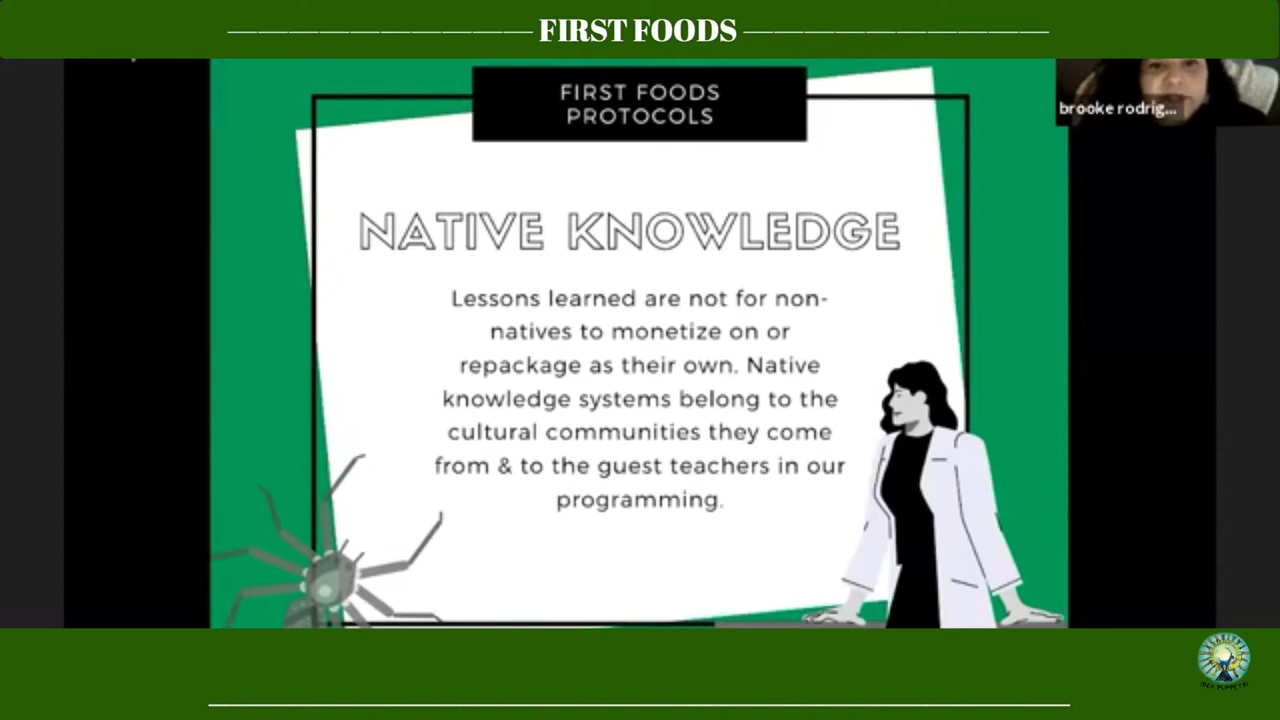 FIRST FOODS
brooke rodrig...
FIRST FOODS
PROTOCOLS
NATIVE KNOWLEDGE
Lessons learned are not for non-
natives to monetize on or
repackage as their own. Native
knowledge systems belong to the
cultural communities they come
from & to the guest teachers in our
programming.